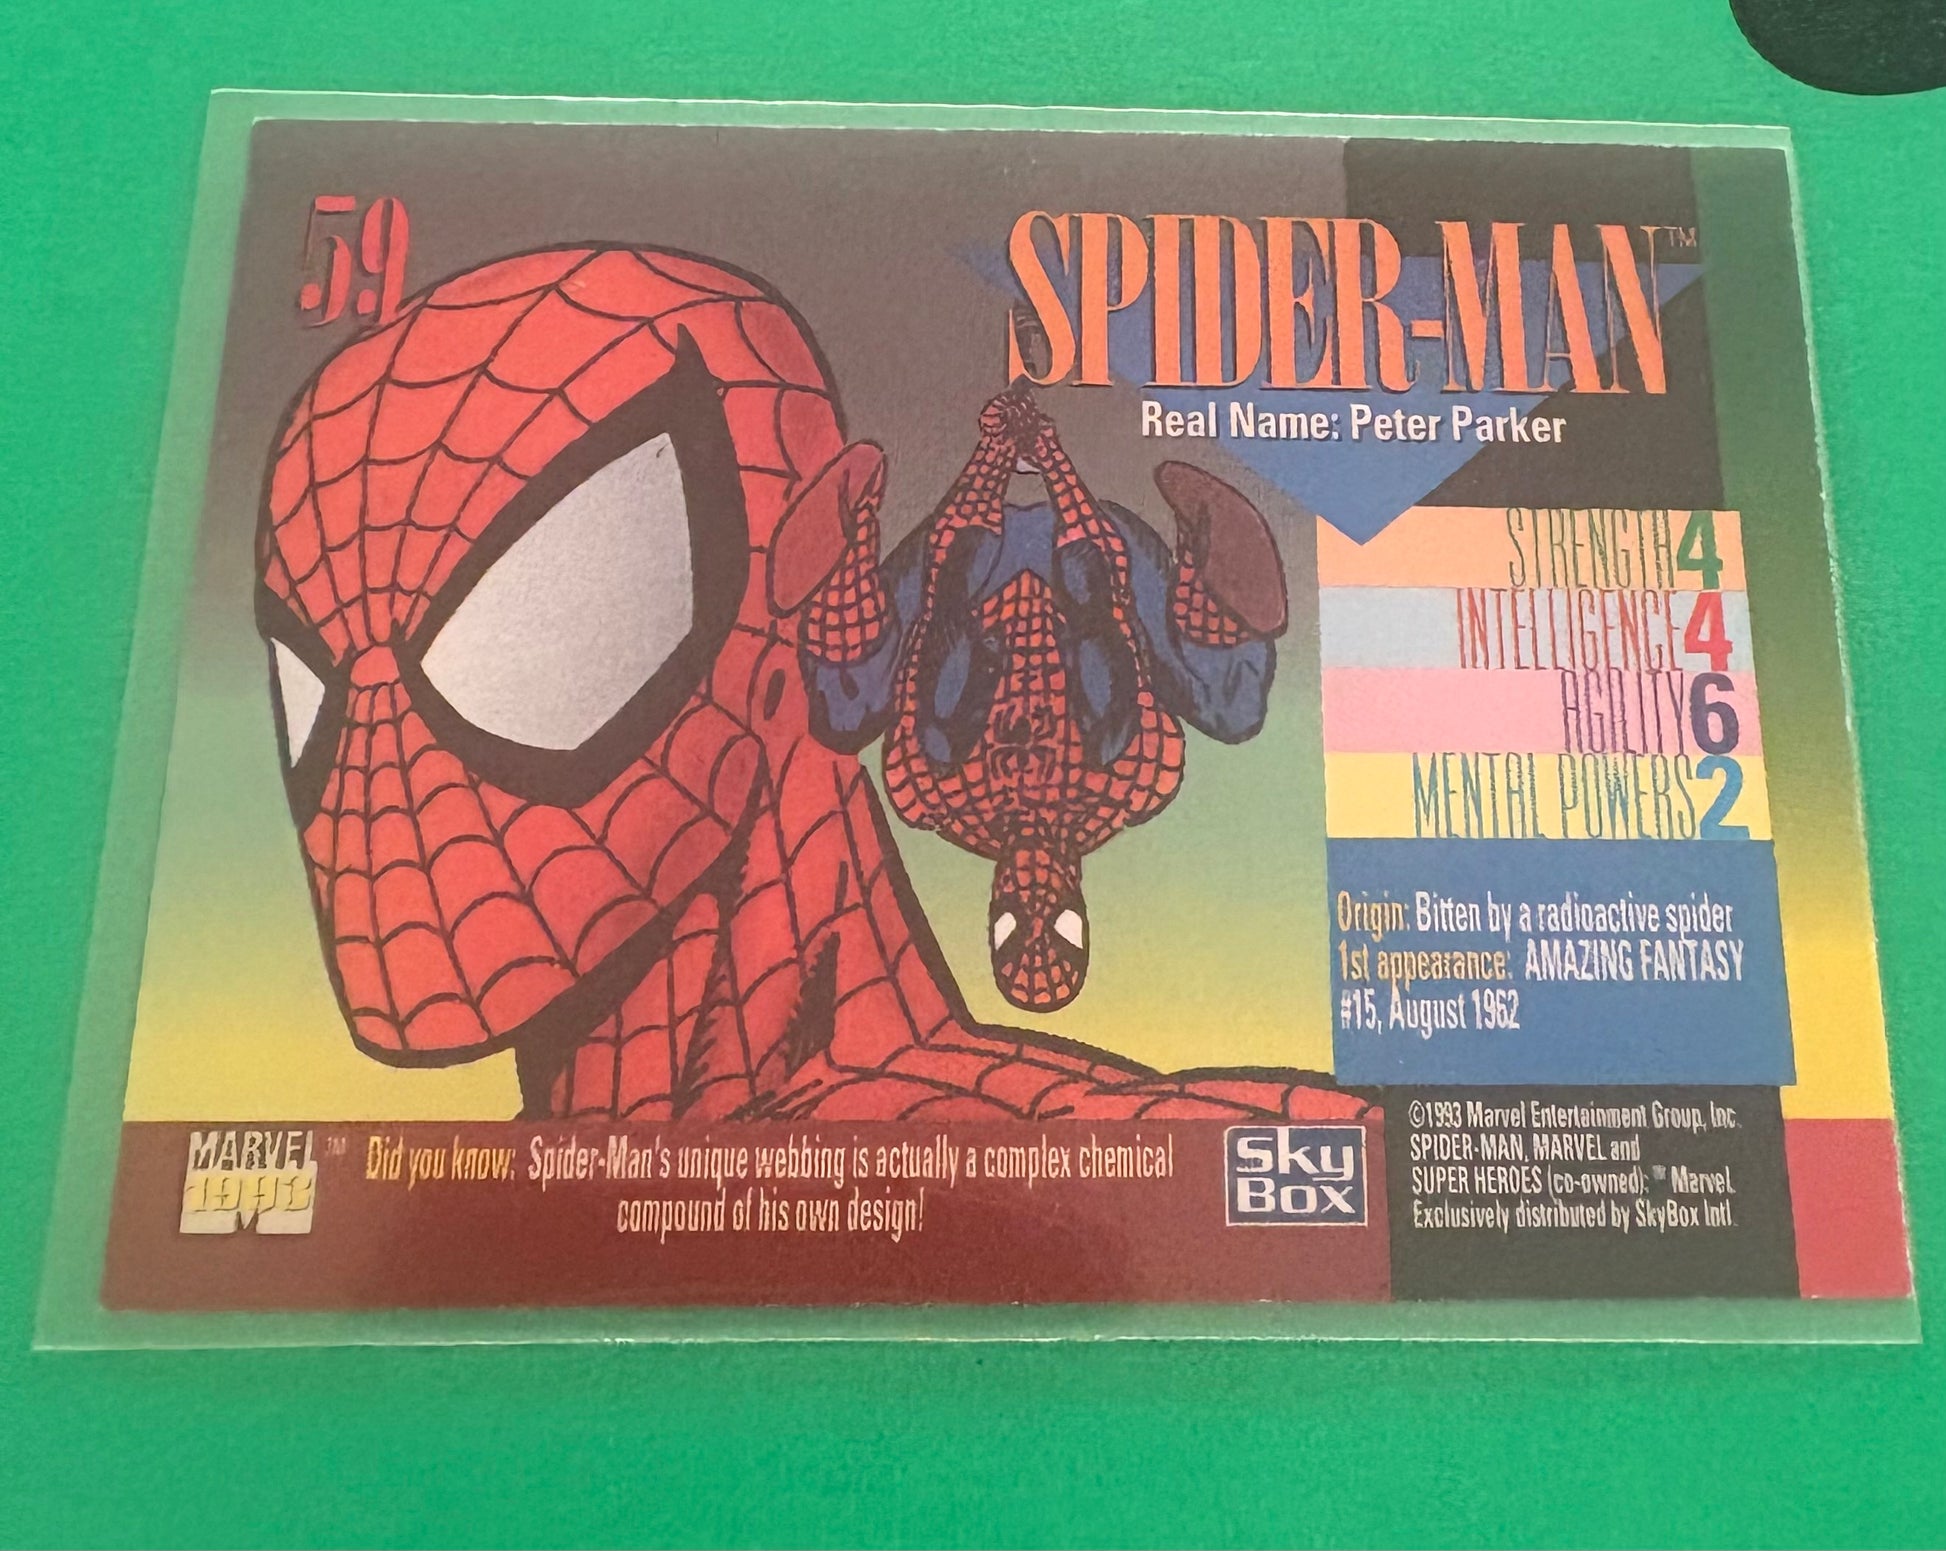 59
SPIDER-MAN™
Real Name: Peter Parker
STRENGTH 4
INTELLIGENCE 4
AGILITY 6
MENTAL POWERS 2
Origin: Bitten by a radioactive spider
1st appearance: AMAZING FANTASY
#15, August 1962
MARVEL™
1993
Did you know: Spider-Man's unique webbing is actually a complex chemical
compound of his own design!
SkyBox
©1993 Marvel Entertainment Group, Inc.
SPIDER-MAN, MARVEL and
SUPER HEROES (co-owned): ™ Marvel.
Exclusively distributed by SkyBox Intl.